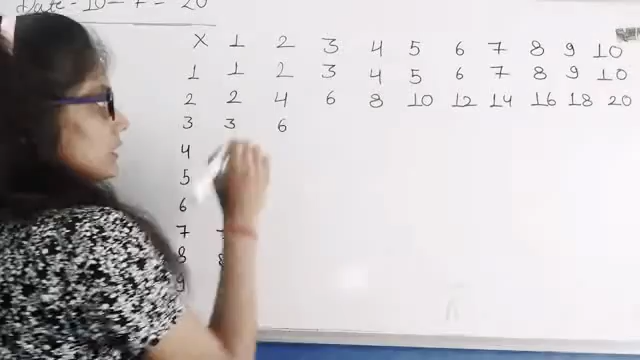 Date - 10 - 7 - 20
X 1 2 3 4 5 6 7 8 9 10
1 1 2 3 4 5 6 7 8 9 10
2 2 4 6 8 10 12 14 16 18 20
3 3 6
4
5
6
7
8 8
9